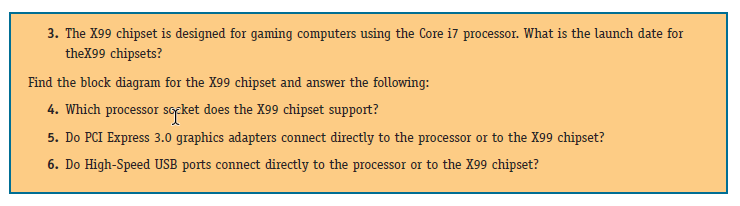 3. The X99 chipset is designed for gaming computers using the Core i7 processor. What is the launch date for
theX99 chipsets?
Find the block diagram for the X99 chipset and answer the following:
4. Which processor socket does the X99 chipset support?
5. Do PCI Express 3.0 graphics adapters connect directly to the processor or to the X99 chipset?
6. Do High-Speed USB ports connect directly to the processor or to the X99 chipset?